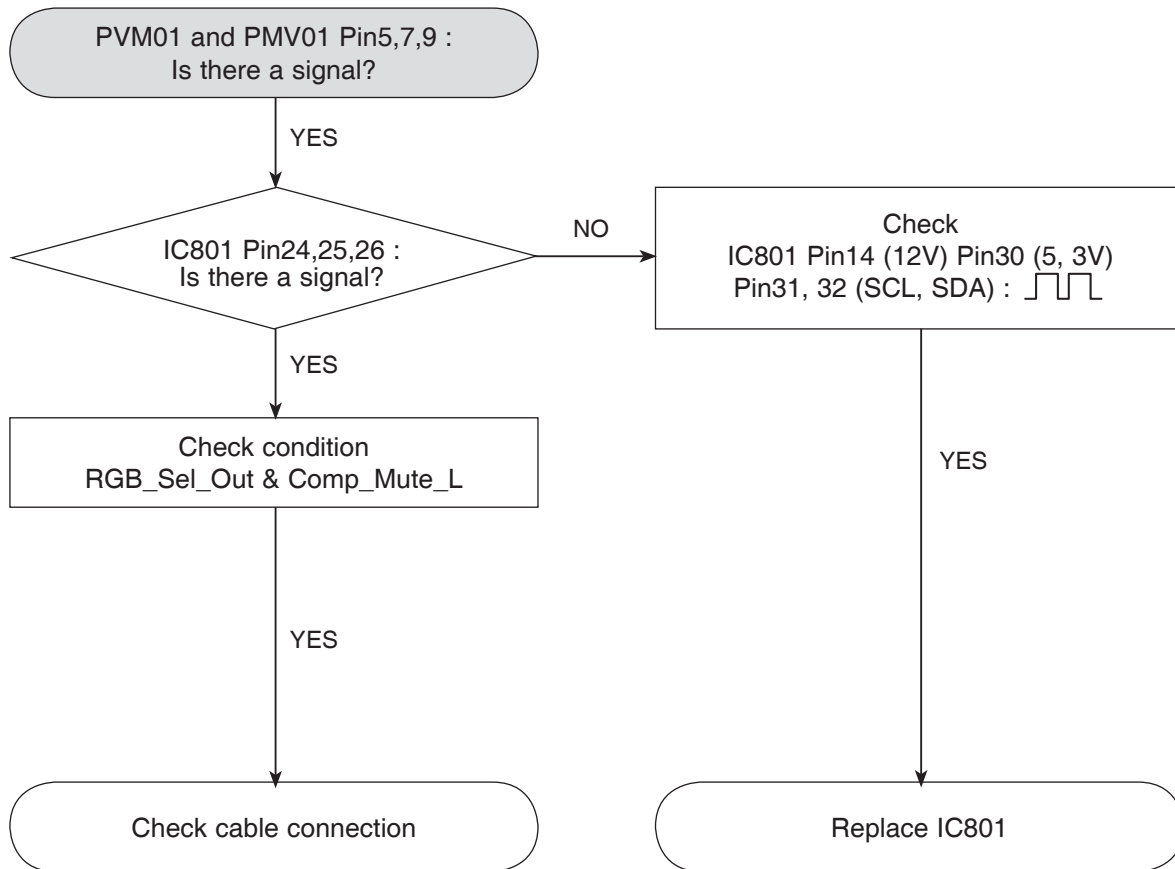 PVM01 and PMV01 Pin5,7,9 :
Is there a signal?
YES
IC801 Pin24,25,26 :
Is there a signal?
NO
Check
IC801 Pin14 (12V) Pin30 (5, 3V)
Pin31, 32 (SCL, SDA) :
YES
Check condition
RGB_Sel_Out & Comp_Mute_L
YES
YES
Check cable connection
Replace IC801